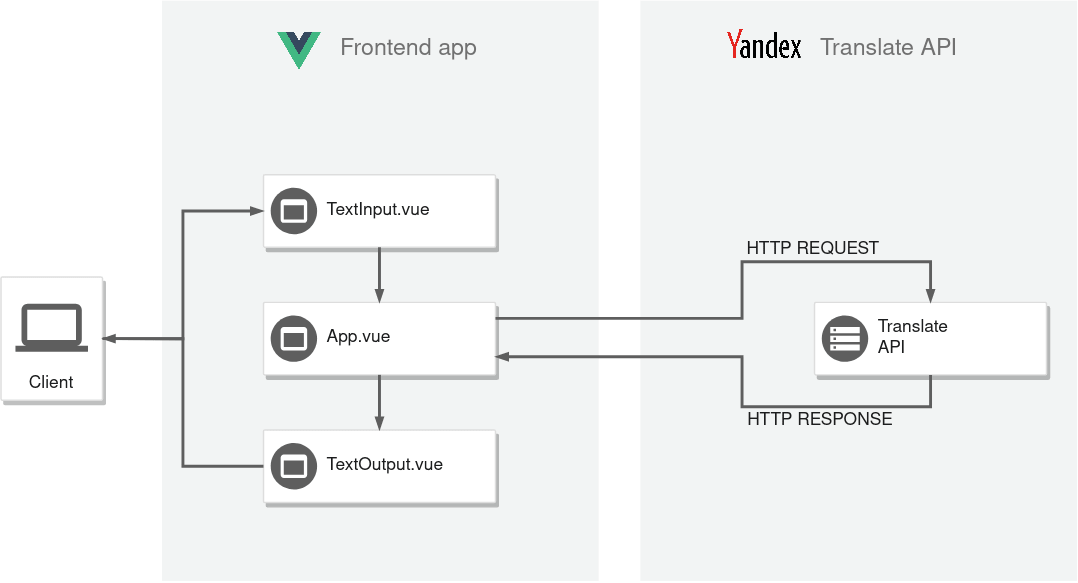 Frontend app
Yandex Translate API
TextInput.vue
HTTP REQUEST
App.vue
Translate
API
Client
HTTP RESPONSE
TextOutput.vue